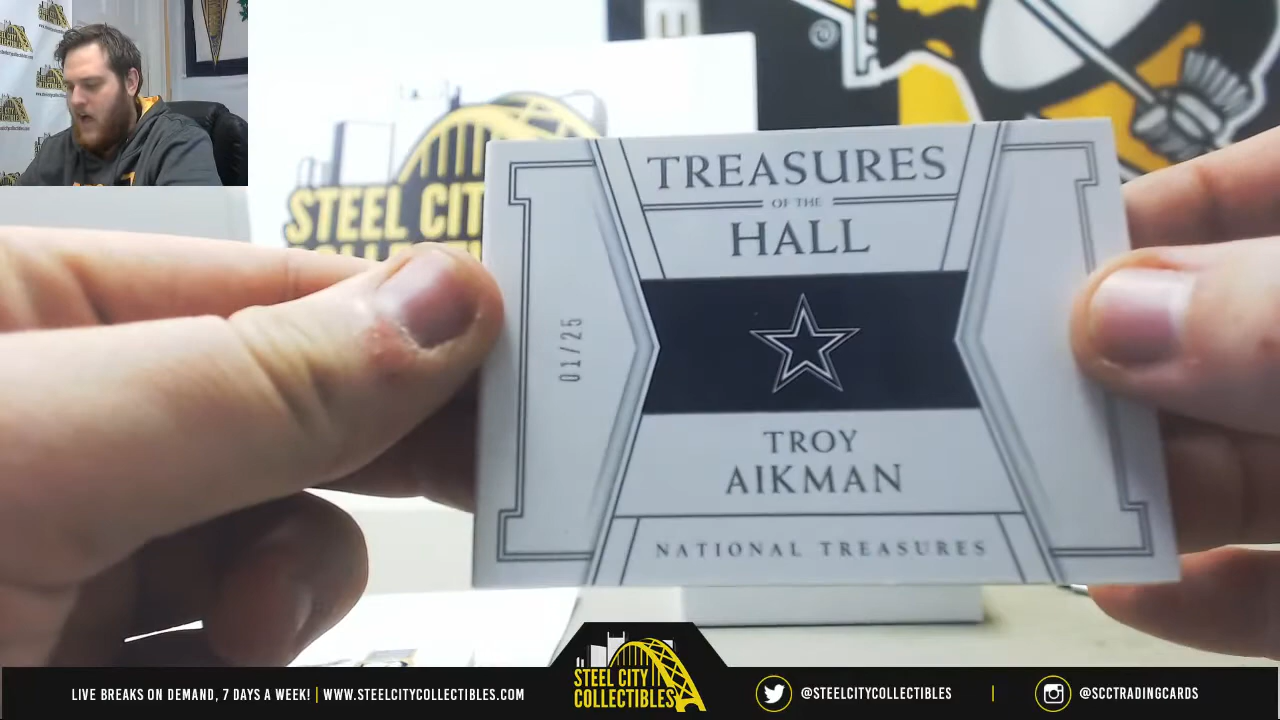 STEEL CIT
TREASURES
OF THE
HALL
01/25
TROY
AIKMAN
NATIONAL TREASURES
LIVE BREAKS ON DEMAND, 7 DAYS A WEEK! | WWW.STEELCITYCOLLECTIBLES.COM
STEEL CITY
COLLECTIBLES
@STEELCITYCOLLECTIBLES
@SCCTRADINGCARDS